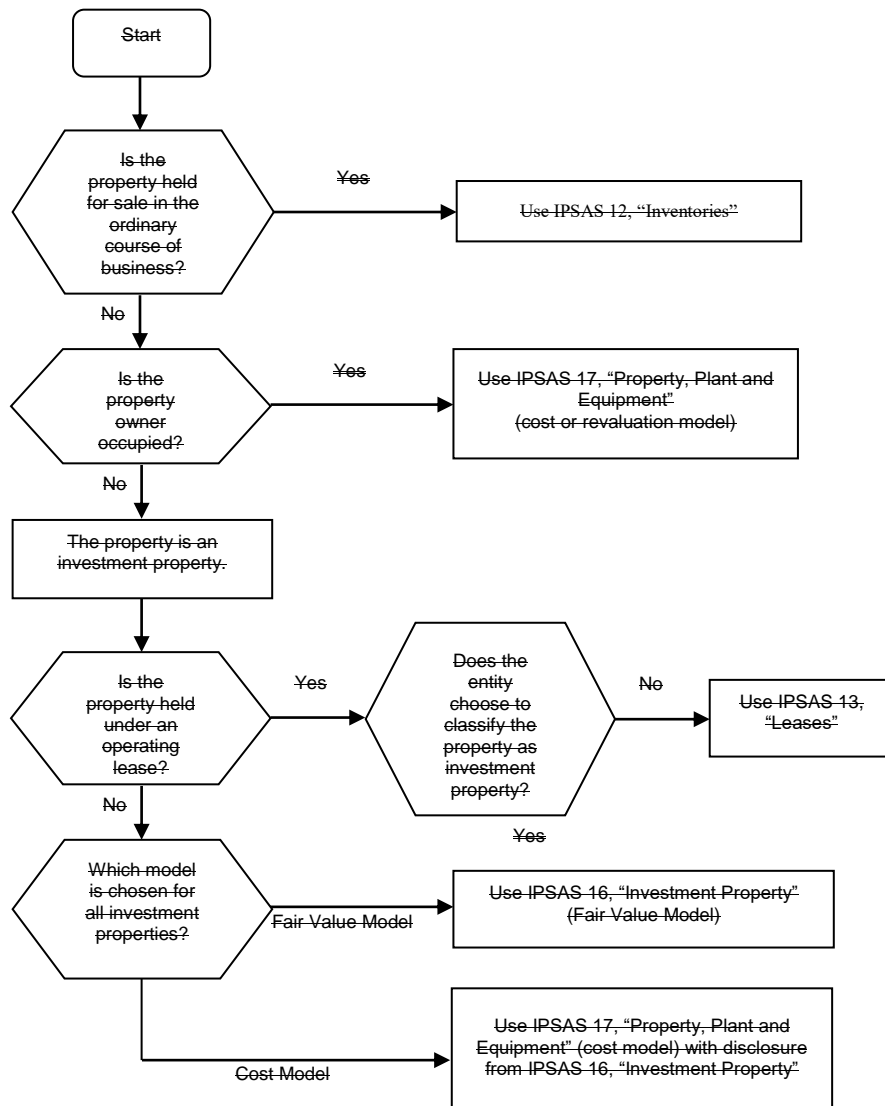 Start
Is the
property held
for sale in the
ordinary
course of
business?
Yes
Use IPSAS 12, “Inventories”
No
Is the
property
owner
occupied?
Yes
Use IPSAS 17, “Property, Plant and
Equipment”
(cost or revaluation model)
No
The property is an
investment property.
Is the
property held
under an
operating
lease?
Yes
Does the
entity
choose to
classify the
property as
investment
property?
No
Use IPSAS 13,
“Leases”
No
Yes
Which model
is chosen for
all investment
properties?
Fair Value Model
Use IPSAS 16, “Investment Property”
(Fair Value Model)
Cost Model
Use IPSAS 17, “Property, Plant and
Equipment” (cost model) with disclosure
from IPSAS 16, “Investment Property”